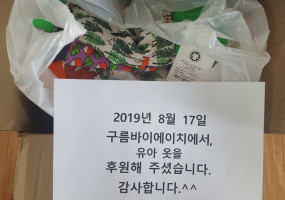 2019년 8월 17일
구름바이에이치에서,
유아 옷을
후원해 주셨습니다.
감사합니다.^^